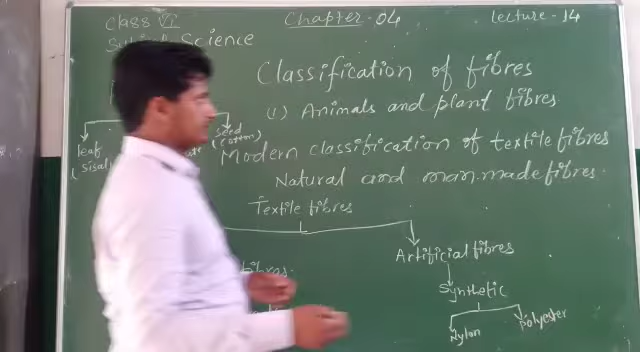 Class VI
Chapter - 04
Lecture - 14
Science
Classification of fibres
(1) Animals and plant fibres
leaf
(sisal
seed
(cotton)
Modern classification of textile fibres
Natural and man-made fibres.
Textile fibres
Artificial fibres
Synthetic
Nylon
Polyester